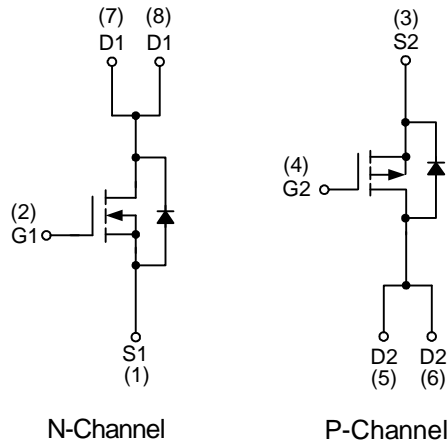 (7) (8)
D1 D1
(2)
G1
S1
(1)
N-Channel
(3)
S2
(4)
G2
D2 D2
(5) (6)
P-Channel